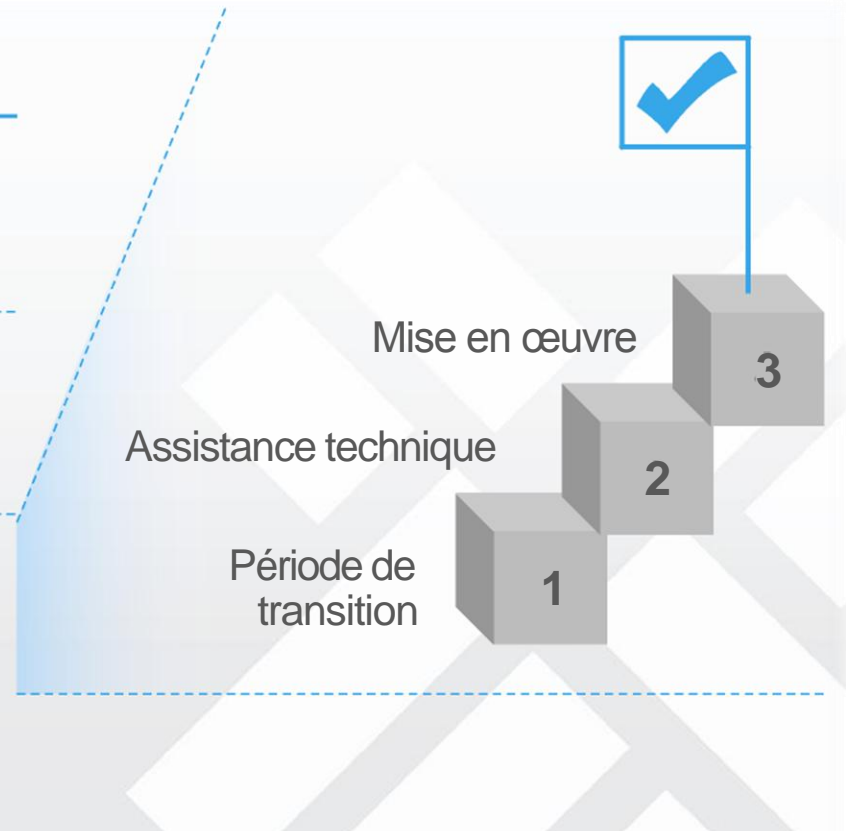 Mise en œuvre
3
Assistance technique
2
Période de
transition
1